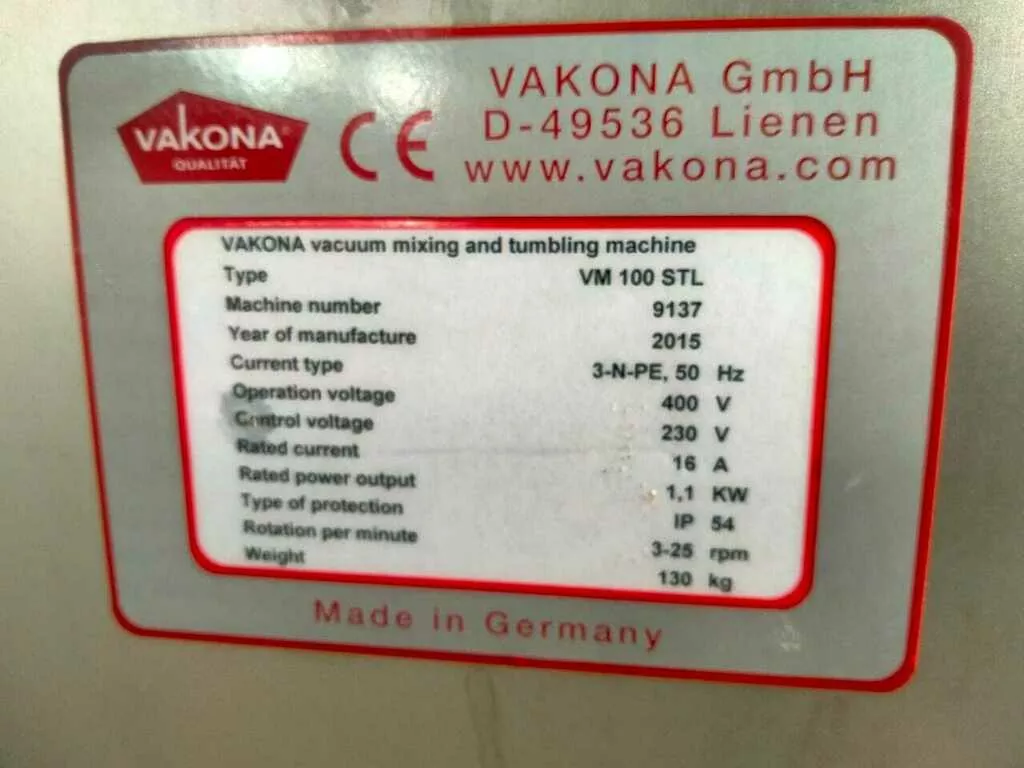 VAKONA
QUALITÄT
CE
VAKONA GmbH
D-49536 Lienen
www.vakona.com
VAKONA vacuum mixing and tumbling machine
Type VM 100 STL
Machine number 9137
Year of manufacture 2015
Current type 3-N-PE, 50 Hz
Operation voltage 400 V
Control voltage 230 V
Rated current 16 A
Rated power output 1,1 KW
Type of protection IP 54
Rotation per minute 3-25 rpm
Weight 130 kg
Made in Germany